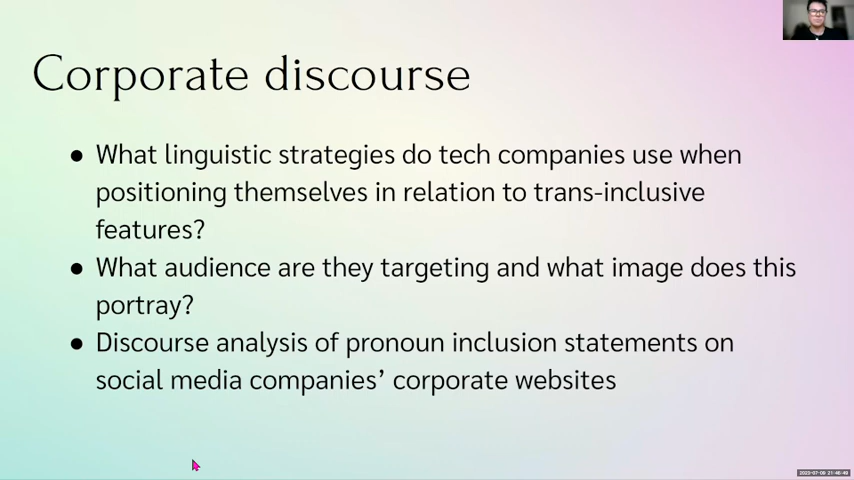 Corporate discourse
● What linguistic strategies do tech companies use when
positioning themselves in relation to trans-inclusive
features?
● What audience are they targeting and what image does this
portray?
● Discourse analysis of pronoun inclusion statements on
social media companies’ corporate websites